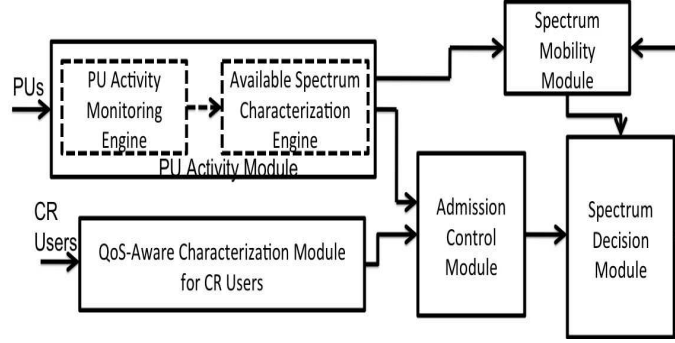 Spectrum
Mobility
Module
PUs
PU Activity
Monitoring
Engine
Available Spectrum
Characterization
Engine
PU Activity Module
CR
Users
QoS-Aware Characterization Module
for CR Users
Admission
Control
Module
Spectrum
Decision
Module